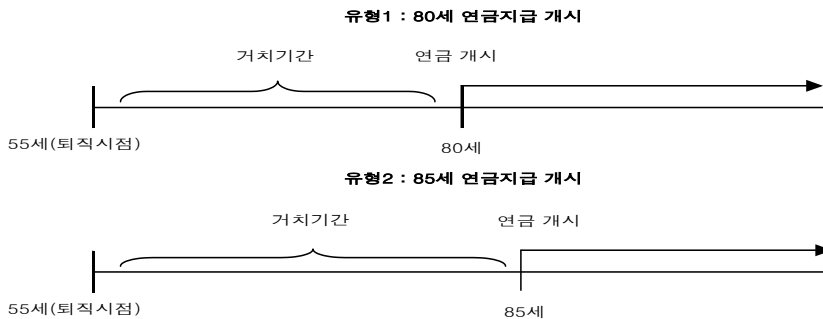 유형1 : 80세 연금지급 개시
거치기간 연금 개시
55세(퇴직시점) 80세
유형2 : 85세 연금지급 개시
거치기간 연금 개시
55세(퇴직시점) 85세